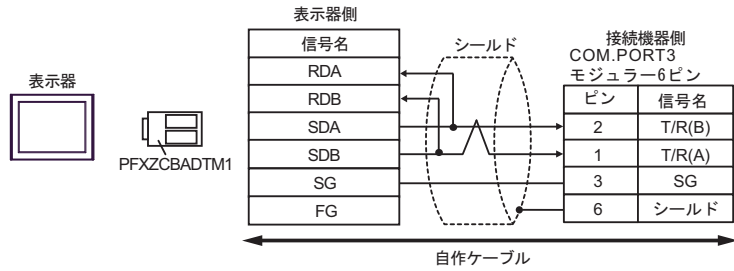 表示器側
接続機器側
COM.PORT3
モジュラー6ピン
信号名
シールド
ピン 信号名
表示器
PFXZCBADTM1
RDA
RDB
SDA
2 T/R(B)
SDB
1 T/R(A)
SG
3 SG
FG
6 シールド
自作ケーブル